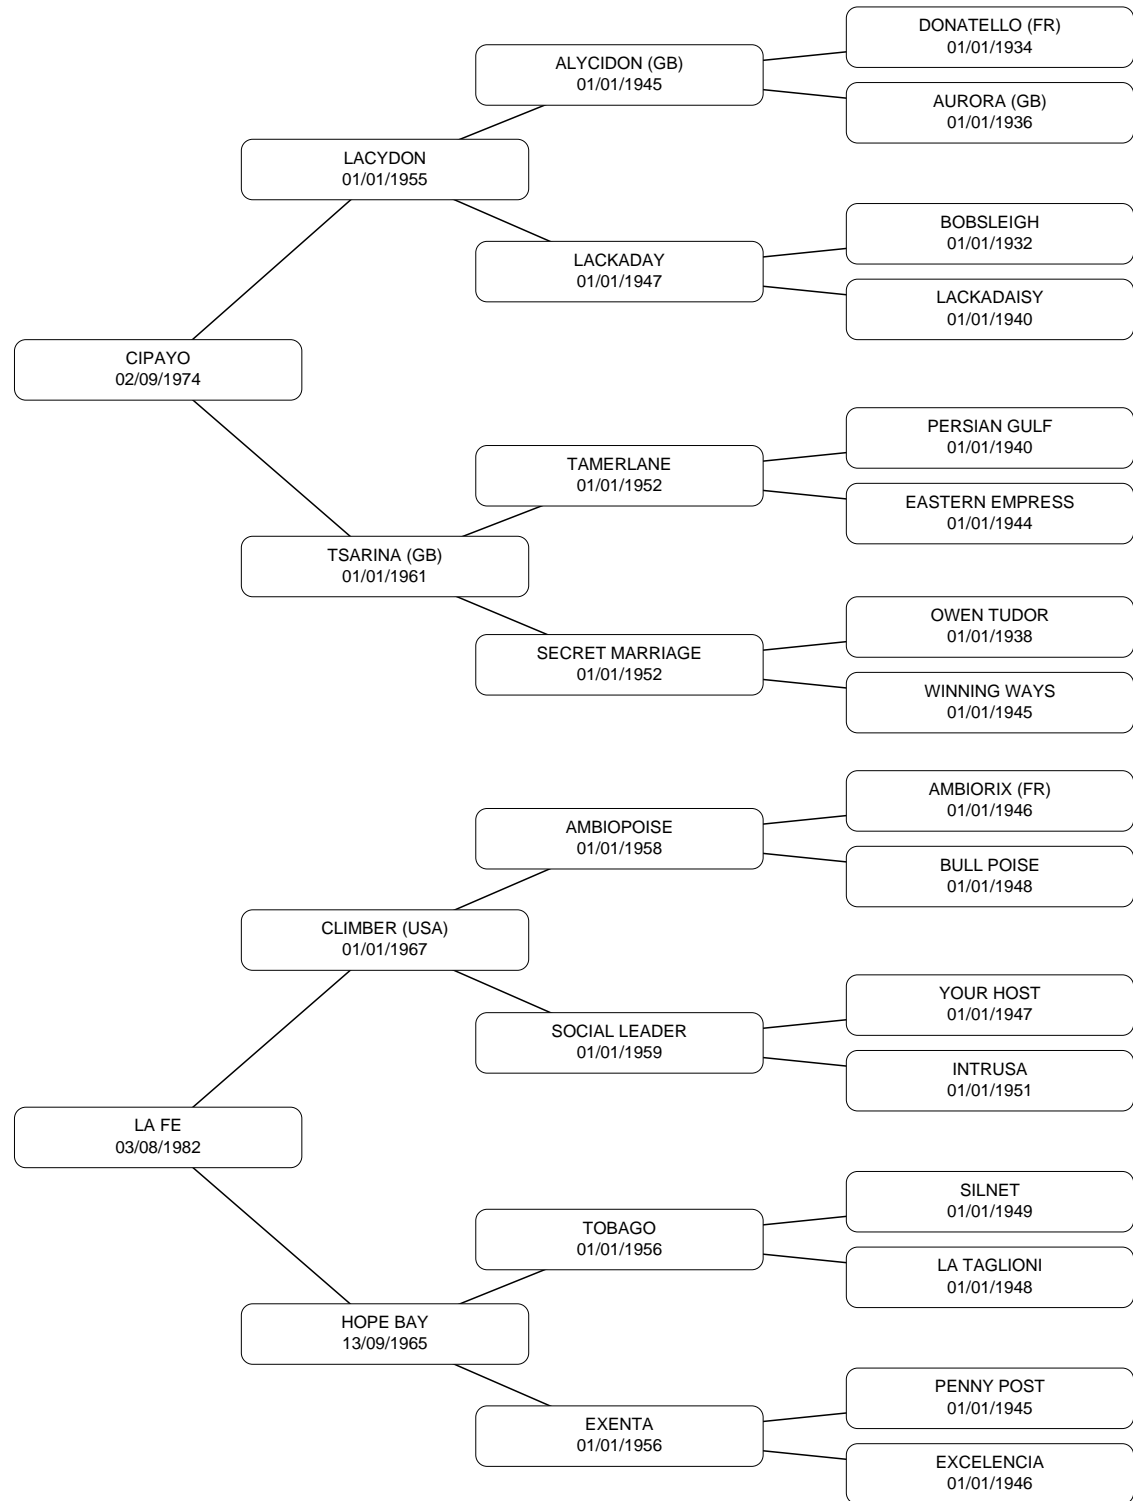 DONATELLO (FR)
01/01/1934
ALYCIDON (GB)
01/01/1945
AURORA (GB)
01/01/1936
LACYDON
01/01/1955
BOBSLEIGH
01/01/1932
LACKADAY
01/01/1947
LACKADAISY
01/01/1940
CIPAYO
02/09/1974
PERSIAN GULF
01/01/1940
TAMERLANE
01/01/1952
EASTERN EMPRESS
01/01/1944
TSARINA (GB)
01/01/1961
OWEN TUDOR
01/01/1938
SECRET MARRIAGE
01/01/1952
WINNING WAYS
01/01/1945
AMBIORIX (FR)
01/01/1946
AMBIOPOISE
01/01/1958
BULL POISE
01/01/1948
CLIMBER (USA)
01/01/1967
YOUR HOST
01/01/1947
SOCIAL LEADER
01/01/1959
INTRUSA
01/01/1951
LA FE
03/08/1982
SILNET
01/01/1949
TOBAGO
01/01/1956
LA TAGLIONI
01/01/1948
HOPE BAY
13/09/1965
PENNY POST
01/01/1945
EXENTA
01/01/1956
EXCELENCIA
01/01/1946